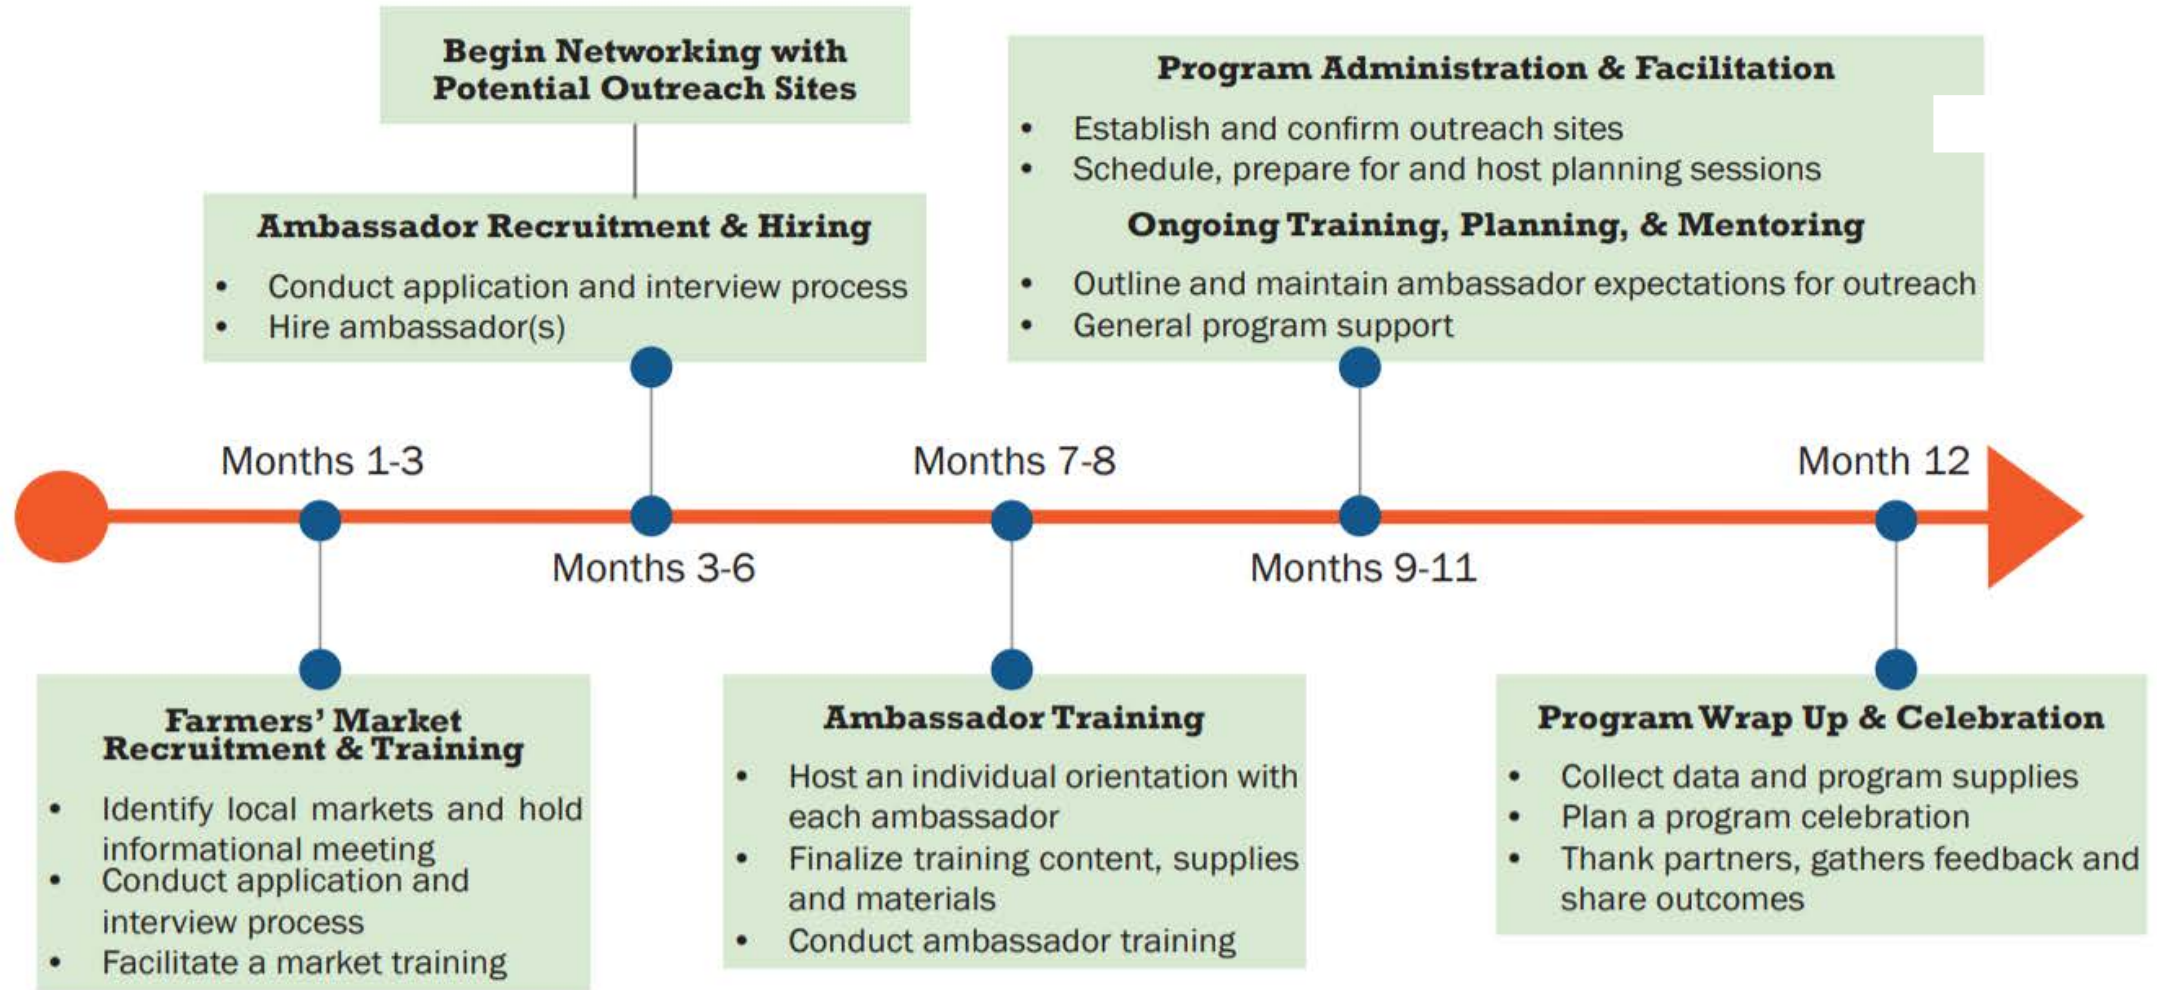 Begin Networking with
Potential Outreach Sites
Ambassador Recruitment & Hiring
• Conduct application and interview process
• Hire ambassador(s)
Program Administration & Facilitation
• Establish and confirm outreach sites
• Schedule, prepare for and host planning sessions
Ongoing Training, Planning, & Mentoring
• Outline and maintain ambassador expectations for outreach
• General program support
Months 1-3
Months 3-6
Months 7-8
Months 9-11
Month 12
Farmers’ Market
Recruitment & Training
• Identify local markets and hold
informational meeting
• Conduct application and
interview process
• Facilitate a market training
Ambassador Training
• Host an individual orientation with
each ambassador
• Finalize training content, supplies
and materials
• Conduct ambassador training
Program Wrap Up & Celebration
• Collect data and program supplies
• Plan a program celebration
• Thank partners, gathers feedback and
share outcomes